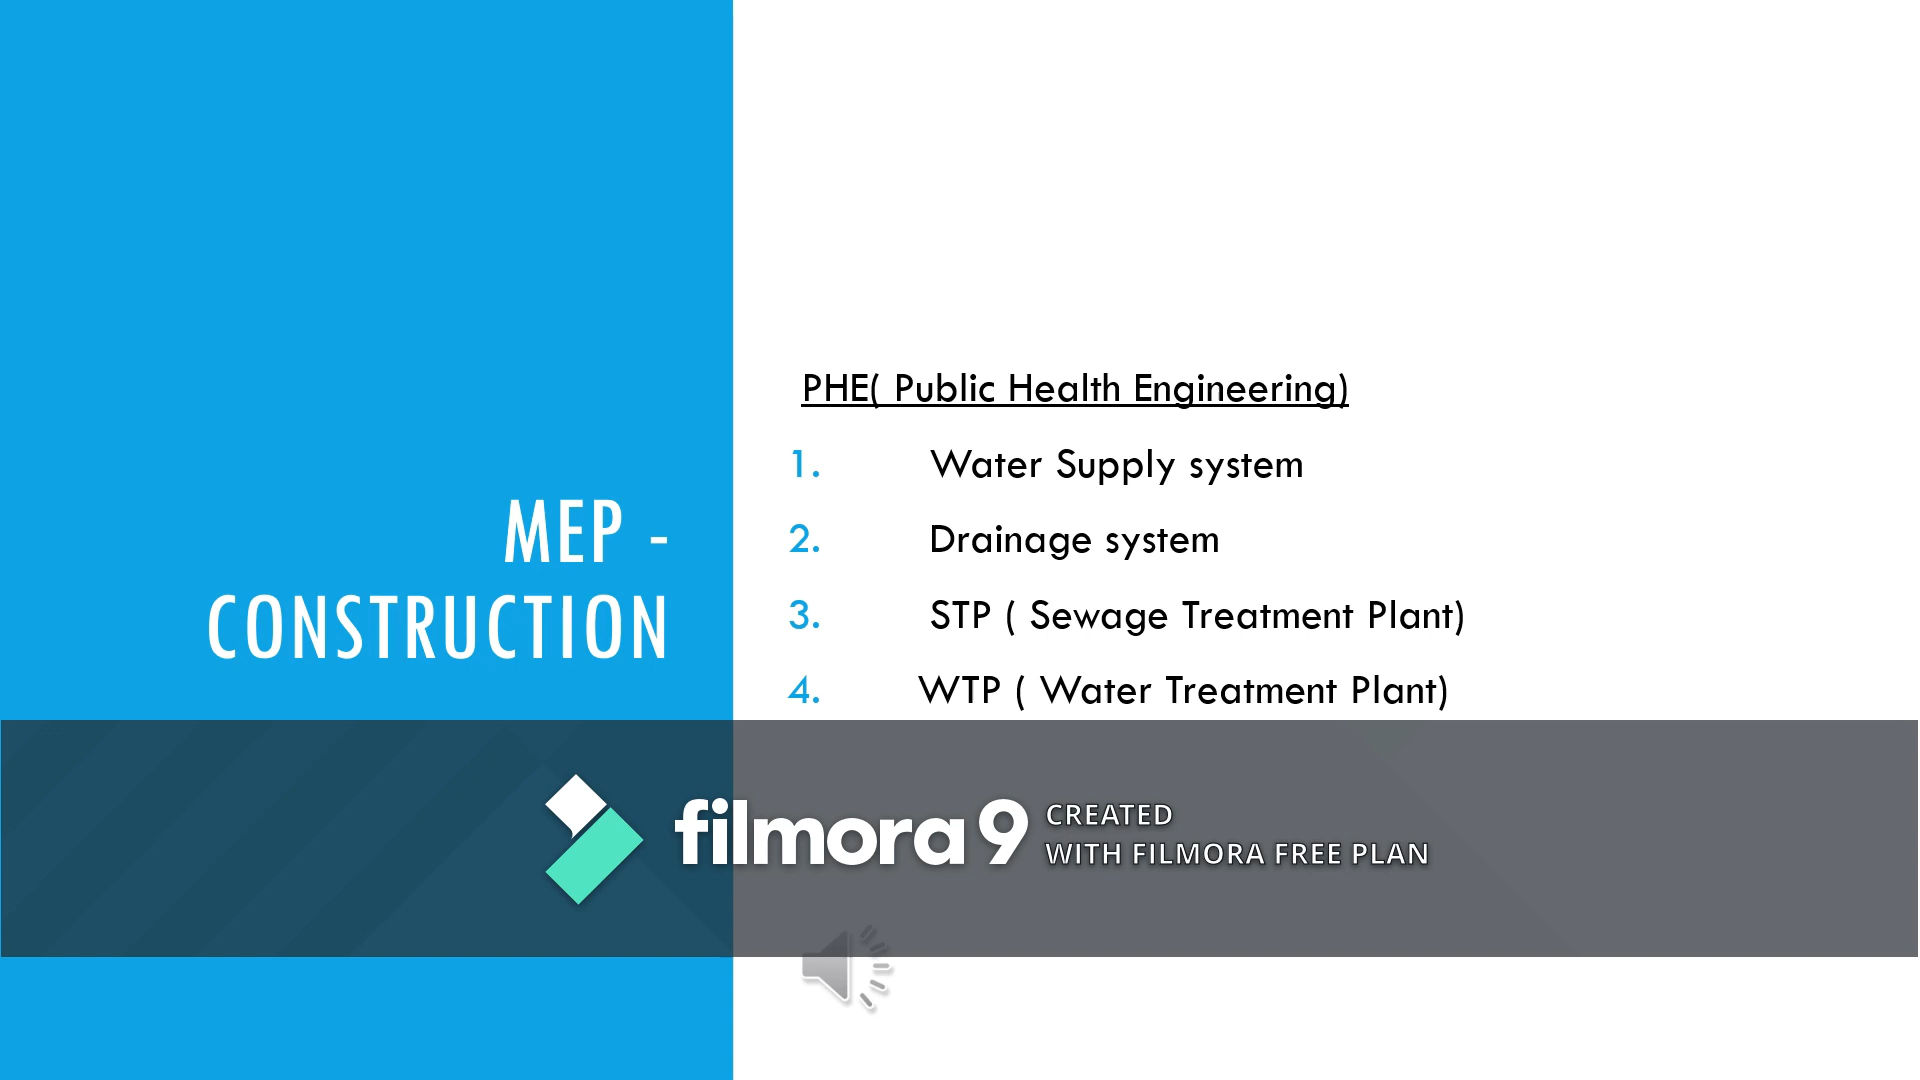 MEP -
CONSTRUCTION
PHE( Public Health Engineering)
1. Water Supply system
2. Drainage system
3. STP ( Sewage Treatment Plant)
4. WTP ( Water Treatment Plant)
filmora 9
CREATED
WITH FILMORA FREE PLAN